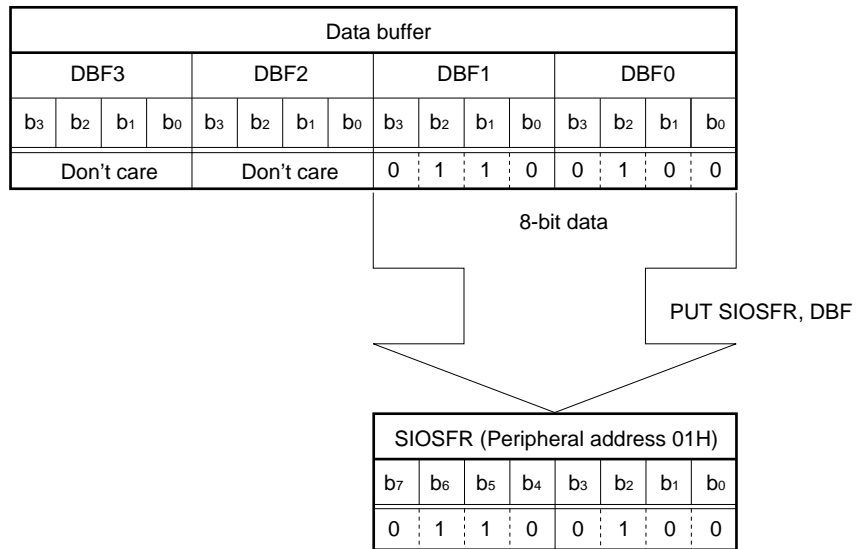 Data buffer
DBF3 DBF2 DBF1 DBF0
b3 b2 b1 b0 b3 b2 b1 b0 b3 b2 b1 b0 b3 b2 b1 b0
Don't care Don't care 0 1 1 0 0 1 0 0
8-bit data
PUT SIOSFR, DBF
SIOSFR (Peripheral address 01H)
b7 b6 b5 b4 b3 b2 b1 b0
0 1 1 0 0 1 0 0